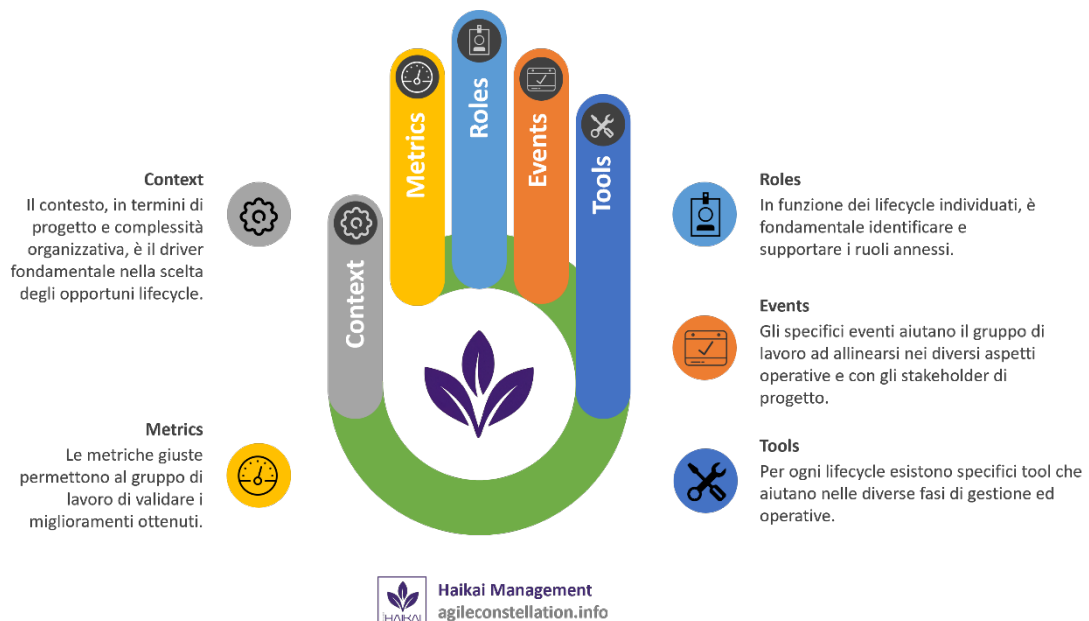 Context
Metrics
Roles
Events
Tools
Context
Il contesto, in termini di
progetto e complessità
organizzativa, è il driver
fondamentale nella scelta
degli opportuni lifecycle.
Metrics
Le metriche giuste
permettono al gruppo di
lavoro di validare i
miglioramenti ottenuti.
Roles
In funzione dei lifecycle individuati, è
fondamentale identificare e
supportare i ruoli annessi.
Events
Gli specifici eventi aiutano il gruppo di
lavoro ad allinearsi nei diversi aspetti
operative e con gli stakeholder di
progetto.
Tools
Per ogni lifecycle esistono specifici tool che
aiutano nelle diverse fasi di gestione ed
operative.
HAIKAI
Haikai Management
agileconstellation.info